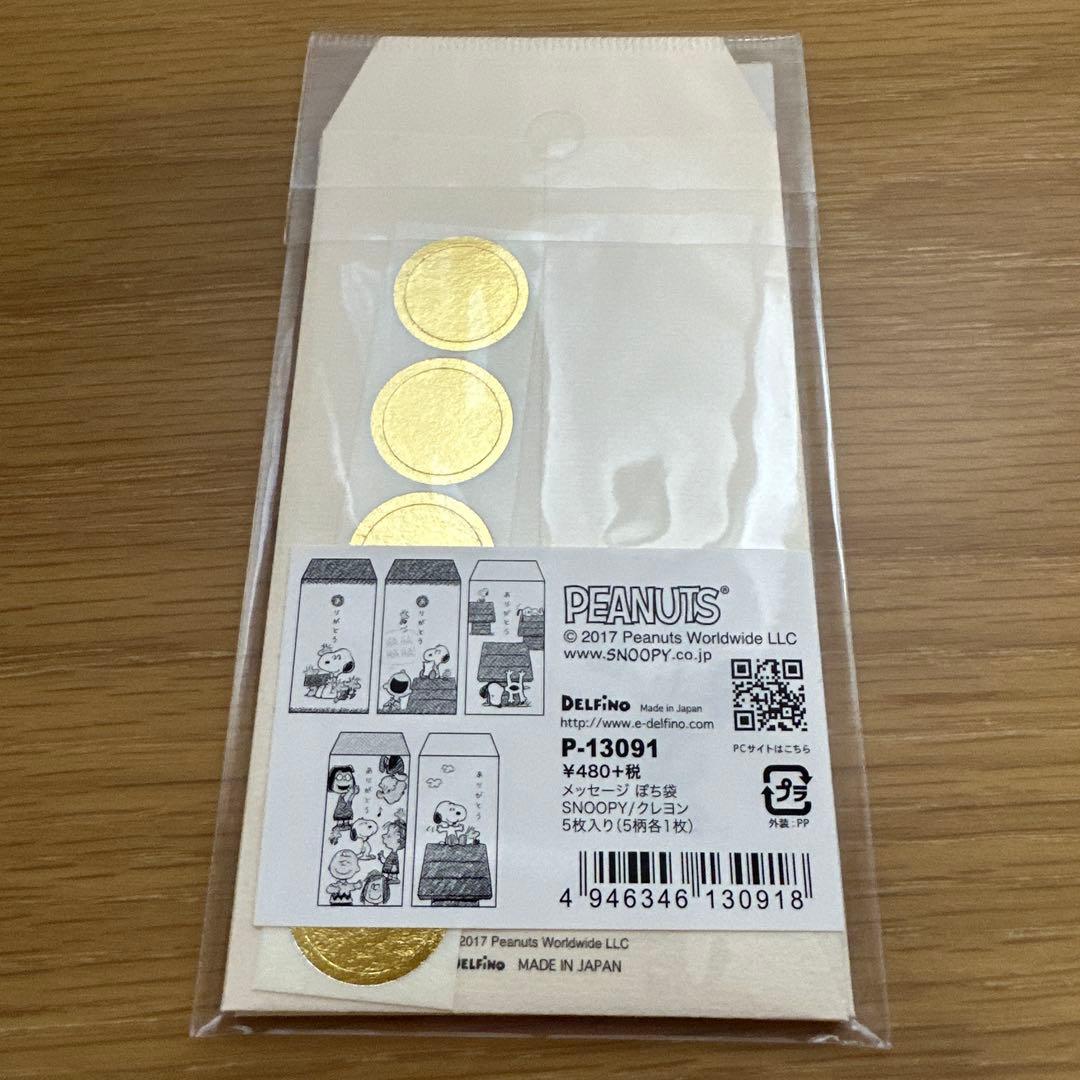 ありがとう
ありがとう
ありがとう
ありがとう
ありがとう
PEANUTS®
© 2017 Peanuts Worldwide LLC
www.SNOOPY.co.jp
DELFiNO Made in Japan
http://www.e-delfino.com
P-13091
¥480+税
メッセージ ぽち袋
SNOOPY/クレヨン
5枚入り(5柄各1枚)
PCサイトはこちら
プラ
外装:PP
4 946346 130918
2017 Peanuts Worldwide LLC
DELFiNO MADE IN JAPAN